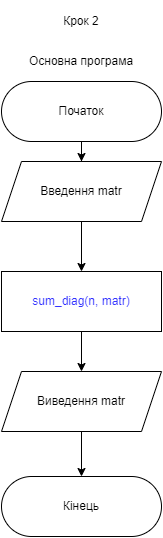 Крок 2
Основна програма
Початок
Введення matr
sum_diag(n, matr)
Виведення matr
Кінець